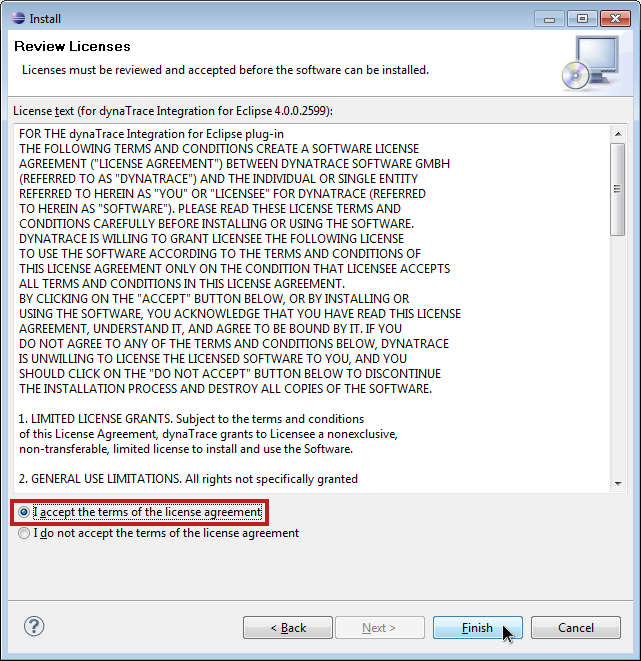 Install
Review Licenses
Licenses must be reviewed and accepted before the software can be installed.
License text (for dynaTrace Integration for Eclipse 4.0.0.2599):
FOR THE dynaTrace Integration for Eclipse plug-in
THE FOLLOWING TERMS AND CONDITIONS CREATE A SOFTWARE LICENSE
AGREEMENT ("LICENSE AGREEMENT") BETWEEN DYNATRACE SOFTWARE GMBH
(REFERRED TO AS "DYNATRACE") AND THE INDIVIDUAL OR SINGLE ENTITY
REFERRED TO HEREIN AS "YOU" OR "LICENSEE" FOR DYNATRACE (REFERRED
TO HEREIN AS "SOFTWARE"). PLEASE READ THESE LICENSE TERMS AND
CONDITIONS CAREFULLY BEFORE INSTALLING OR USING THE SOFTWARE.
DYNATRACE IS WILLING TO GRANT LICENSEE THE FOLLOWING LICENSE
TO USE THE SOFTWARE ACCORDING TO THE TERMS AND CONDITIONS OF
THIS LICENSE AGREEMENT ONLY ON THE CONDITION THAT LICENSEE ACCEPTS
ALL TERMS AND CONDITIONS IN THIS LICENSE AGREEMENT.
BY CLICKING ON THE "ACCEPT" BUTTON BELOW, OR BY INSTALLING OR
USING THE SOFTWARE, YOU ACKNOWLEDGE THAT YOU HAVE READ THIS LICENSE
AGREEMENT, UNDERSTAND IT, AND AGREE TO BE BOUND BY IT. IF YOU
DO NOT AGREE TO ANY OF THE TERMS AND CONDITIONS BELOW, DYNATRACE
IS UNWILLING TO LICENSE THE LICENSED SOFTWARE TO YOU, AND YOU
SHOULD CLICK ON THE "DO NOT ACCEPT" BUTTON BELOW TO DISCONTINUE
THE INSTALLATION PROCESS AND DESTROY ALL COPIES OF THE SOFTWARE.
1. LIMITED LICENSE GRANTS. Subject to the terms and conditions
of this License Agreement, dynaTrace grants to Licensee a nonexclusive,
non-transferable, limited license to install and use the Software.
2. GENERAL USE LIMITATIONS. All rights not specifically granted
I accept the terms of the license agreement
I do not accept the terms of the license agreement
? < Back Next > Finish Cancel